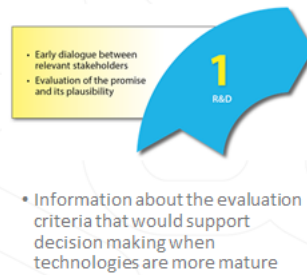 • Early dialogue between
relevant stakeholders
• Evaluation of the promise
and its plausibility
1
R&D
• Information about the evaluation
criteria that would support
decision making when
technologies are more mature